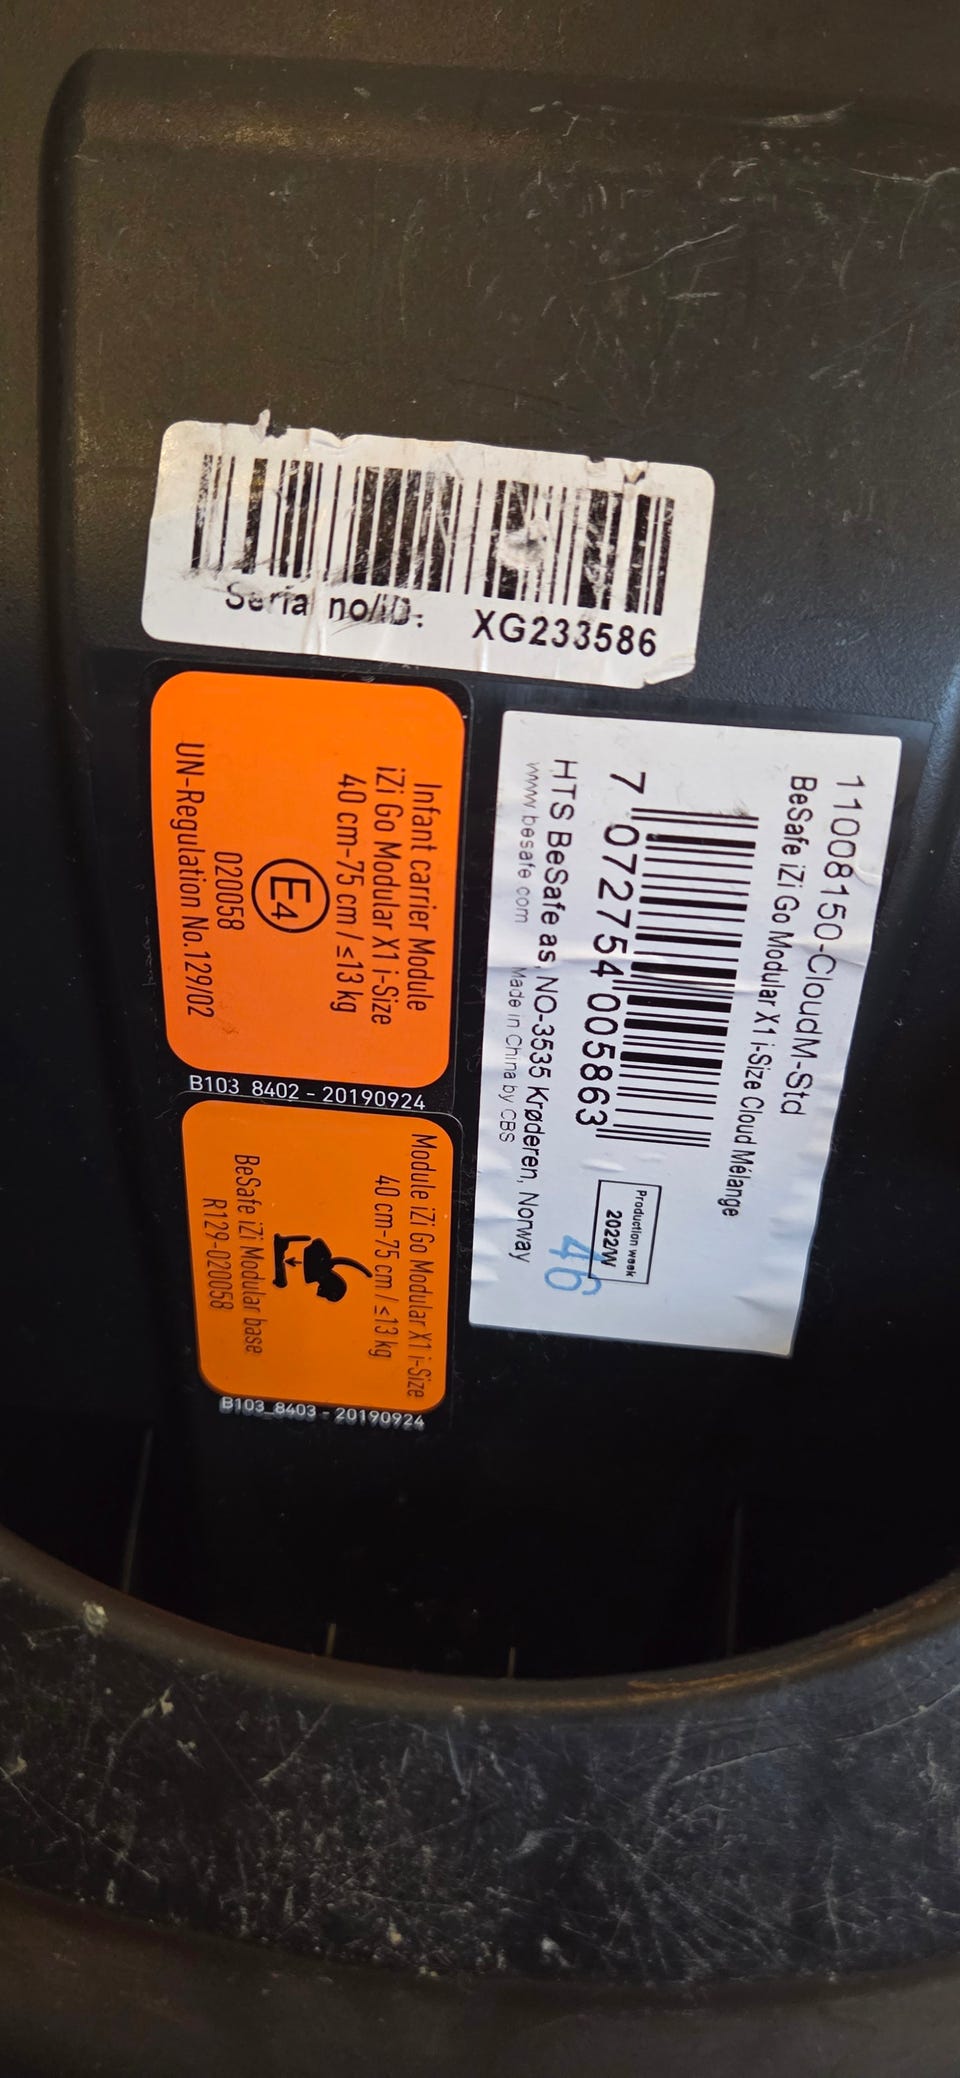 Serial no/ID: XG233586
11008150-CloudM-Std
BeSafe iZi Go Modular X1 i-Size Cloud Mélange
7 072754 005863
Production week
2022/W
46
HTS BeSafe as, NO-3535 Krøderen, Norway
www.besafe.com Made in China by CBS
Infant carrier Module
iZi Go Modular X1 i-Size
40 cm-75 cm / ≤13 kg
E4
020058
UN-Regulation No.129/02
B103_8402 - 20190924
Module iZi Go Modular X1 i-Size
40 cm-75 cm / ≤13 kg
BeSafe iZi Modular base
R129-020058
B103_8403 - 20190924